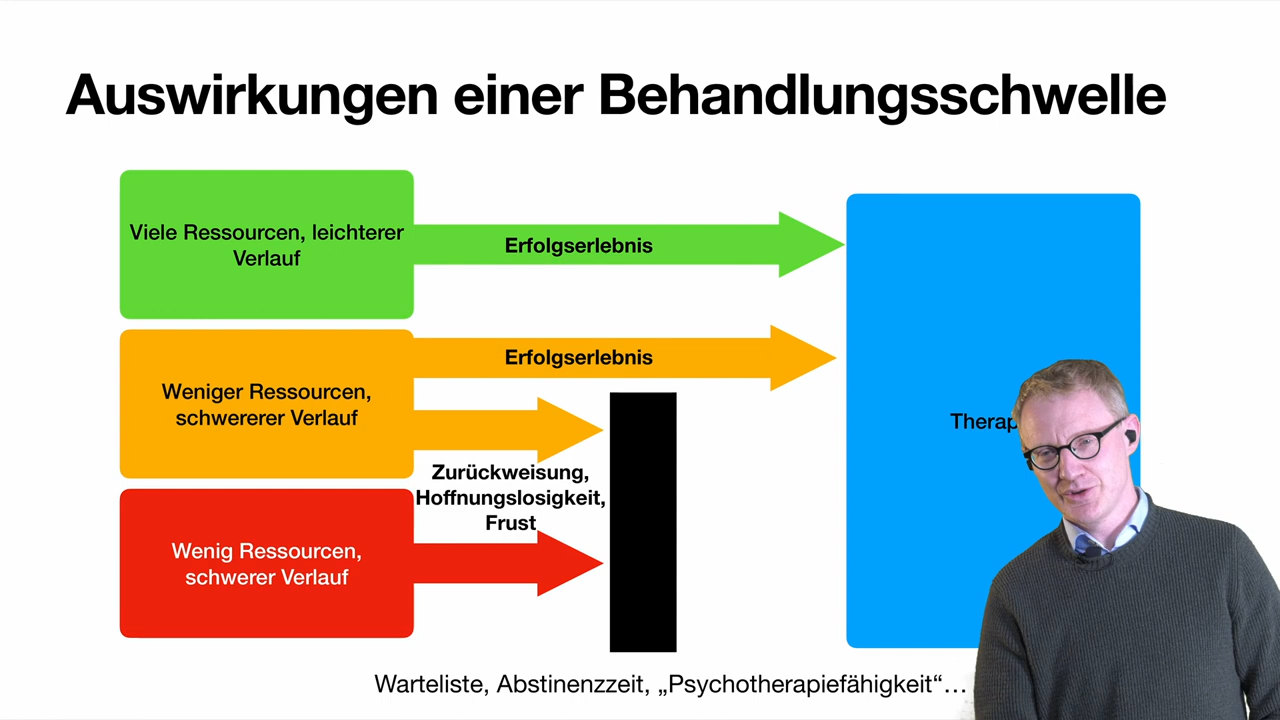 Auswirkungen einer Behandlungsschwelle
Viele Ressourcen, leichterer
Verlauf
Erfolgserlebnis
Weniger Ressourcen,
schwererer Verlauf
Erfolgserlebnis
Zurückweisung,
Hoffnungslosigkeit,
Frust
Wenig Ressourcen,
schwerer Verlauf
Warteliste, Abstinenzzeit, „Psychotherapiefähigkeit“…